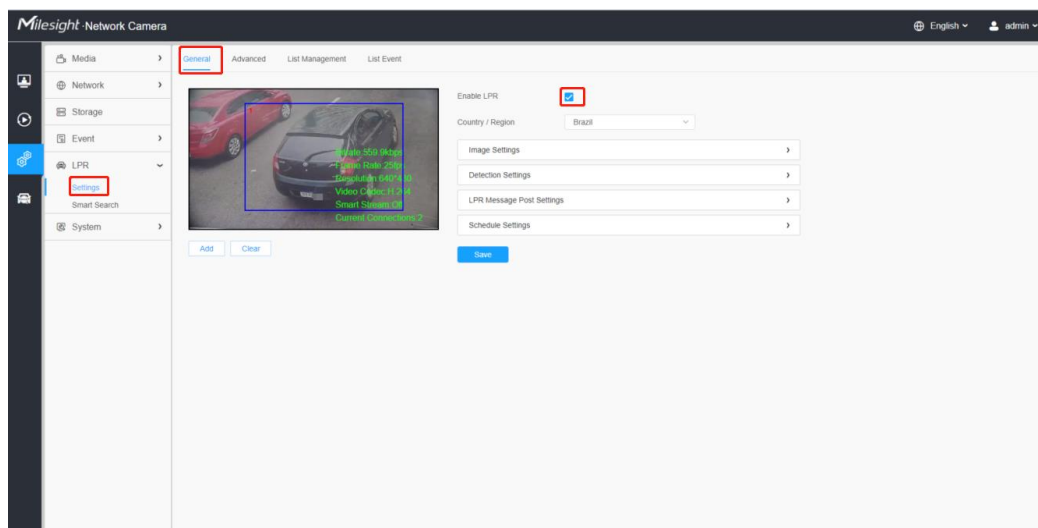 Milesight · Network Camera
English
admin
Media
Network
Storage
Event
LPR
Settings
Smart Search
System
General
Advanced
List Management
List Event
Bitrate:559.9kbps
Frame Rate:25fps
Resolution:640*480
Video Codec:H.264
Smart Stream:Off
Current Connections:2
Add
Clear
Enable LPR
Country / Region
Brazil
Image Settings
Detection Settings
LPR Message Post Settings
Schedule Settings
Save